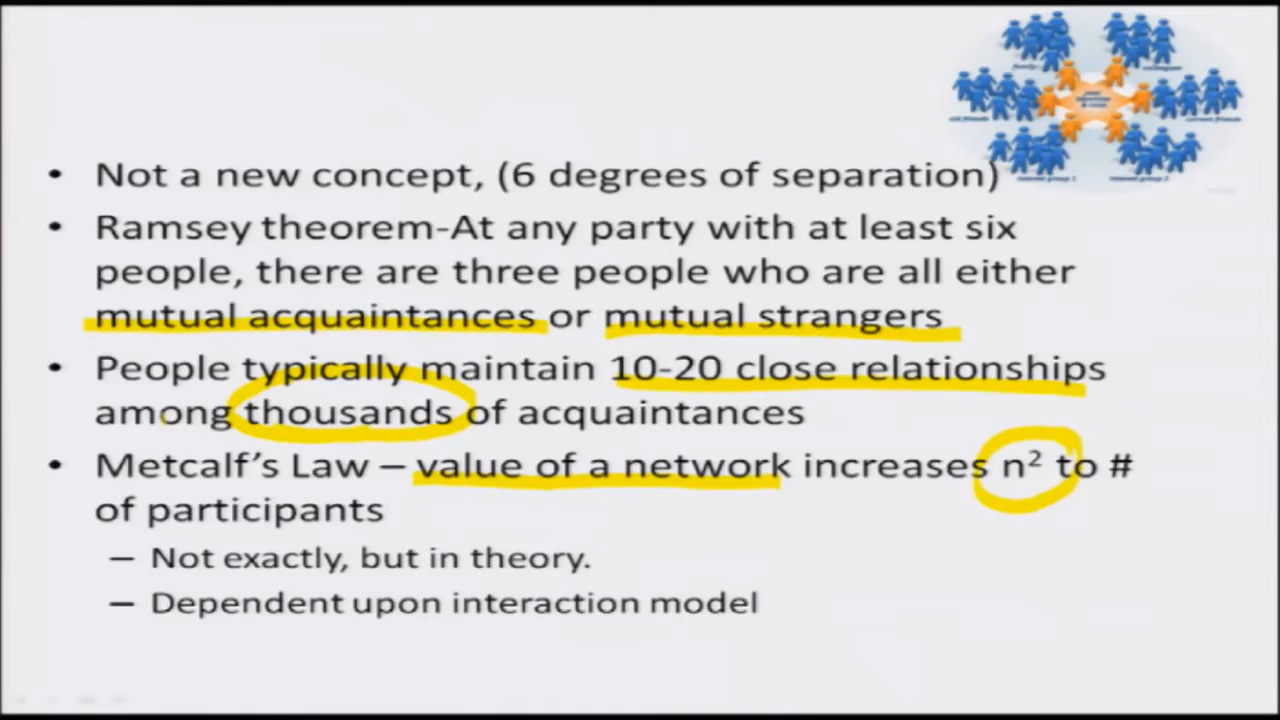 • Not a new concept, (6 degrees of separation)
• Ramsey theorem-At any party with at least six
people, there are three people who are all either
mutual acquaintances or mutual strangers
• People typically maintain 10-20 close relationships
among thousands of acquaintances
• Metcalf’s Law – value of a network increases n² to #
of participants
– Not exactly, but in theory.
– Dependent upon interaction model